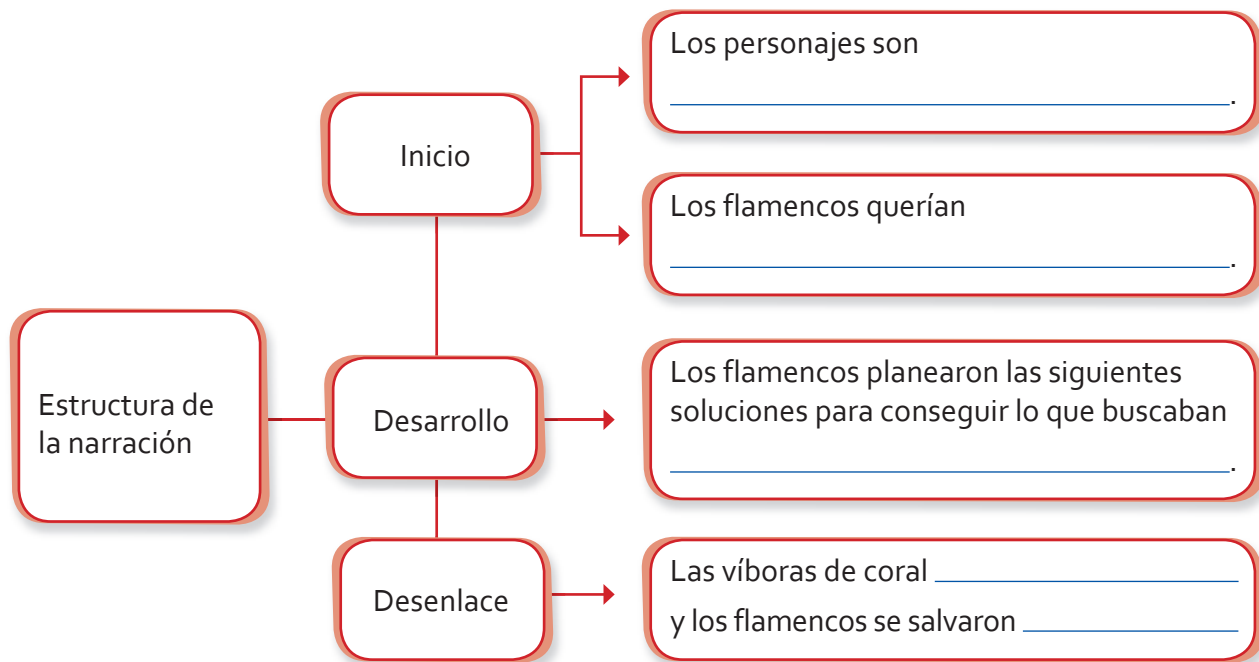 Los personajes son
.
Inicio
Los flamencos querían
.
Estructura de
la narración
Desarrollo
Los flamencos planearon las siguientes
soluciones para conseguir lo que buscaban
.
Desenlace
Las víboras de coral
y los flamencos se salvaron